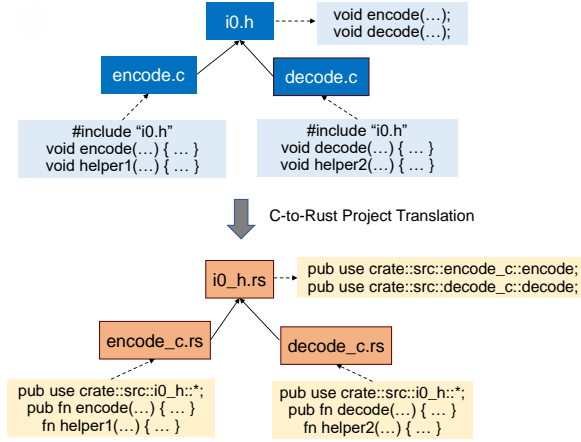 i0.h
void encode(…);
void decode(…);
encode.c
decode.c
#include “i0.h”
void encode(…) { … }
void helper1(…) { … }
#include “i0.h”
void decode(…) { … }
void helper2(…) { … }
C-to-Rust Project Translation
i0_h.rs
pub use crate::src::encode_c::encode;
pub use crate::src::decode_c::decode;
encode_c.rs
decode_c.rs
pub use crate::src::i0_h::*;
pub fn encode(…) { … }
fn helper1(…) { … }
pub use crate::src::i0_h::*;
pub fn decode(…) { … }
fn helper2(…) { … }